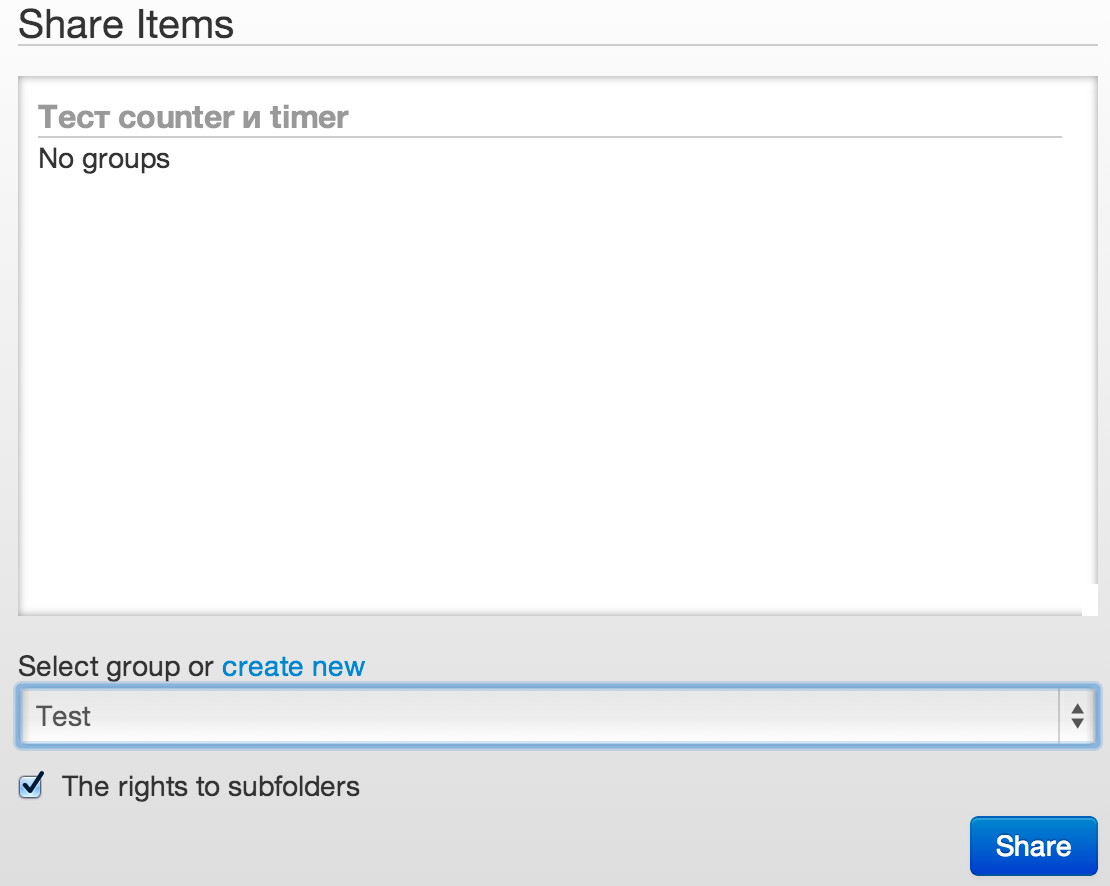 Share Items
Тест counter и timer
No groups
Select group or create new
Test
The rights to subfolders
Share